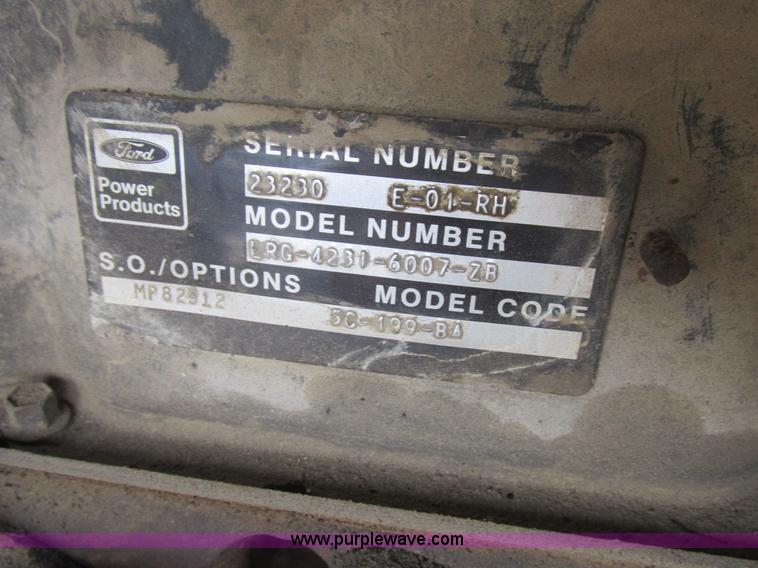 Ford
Power
Products
SERIAL NUMBER
23230 E-01-RH
MODEL NUMBER
LRG-4231-6007-ZB
S.O./OPTIONS MODEL CODE
MP82912 5C-199-BA
www.purplewave.com